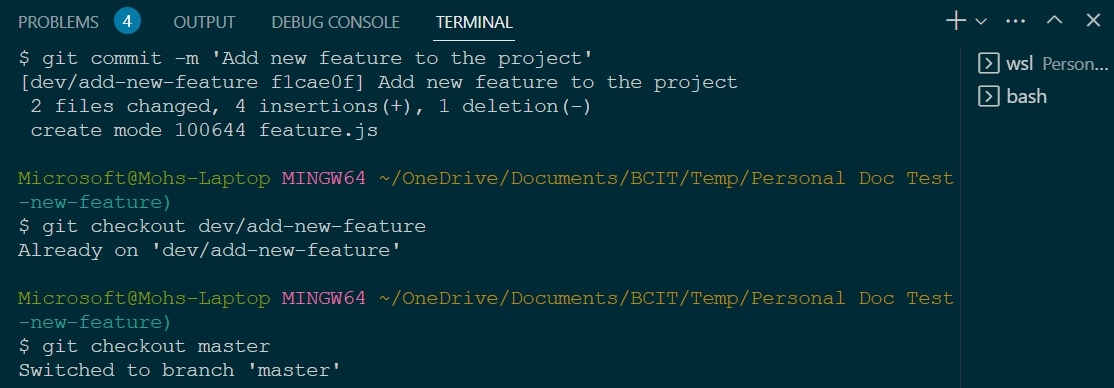 PROBLEMS 4 OUTPUT DEBUG CONSOLE TERMINAL
$ git commit -m 'Add new feature to the project'
[dev/add-new-feature f1cae0f] Add new feature to the project
 2 files changed, 4 insertions(+), 1 deletion(-)
 create mode 100644 feature.js
Microsoft@Mohs-Laptop MINGW64 ~/OneDrive/Documents/BCIT/Temp/Personal Doc Test
-new-feature)
$ git checkout dev/add-new-feature
Already on 'dev/add-new-feature'
Microsoft@Mohs-Laptop MINGW64 ~/OneDrive/Documents/BCIT/Temp/Personal Doc Test
-new-feature)
$ git checkout master
Switched to branch 'master'
wsl Person...
bash